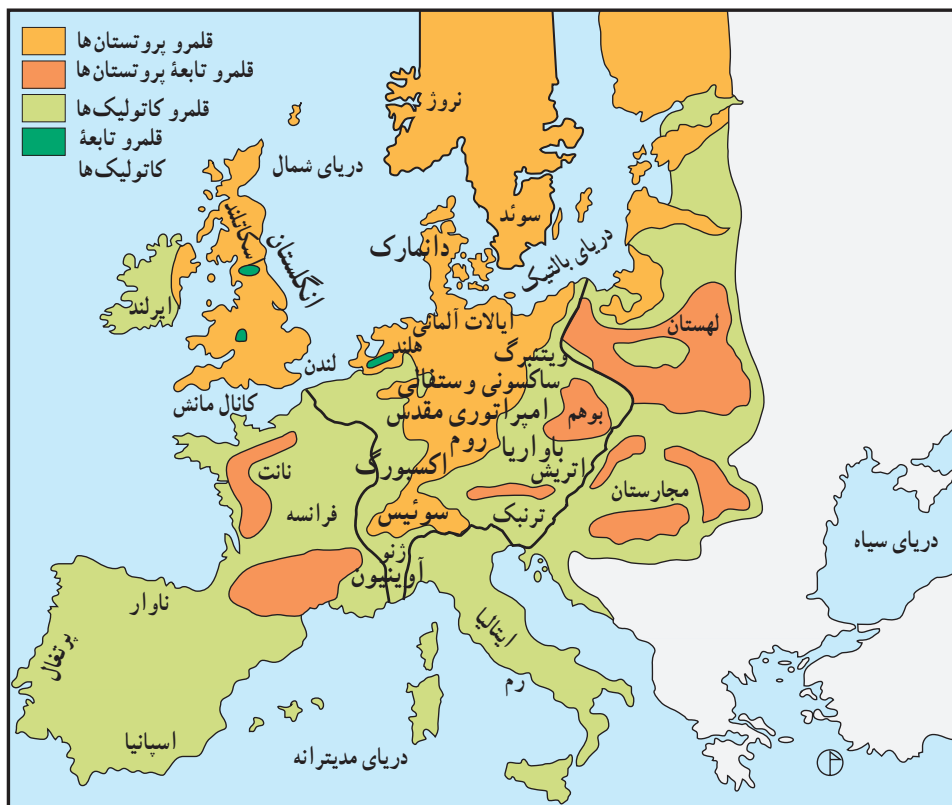 قلمرو پروتستان‌ها
قلمرو تابعۀ پروتستان‌ها
قلمرو کاتولیک‌ها
قلمرو تابعۀ
کاتولیک‌ها
نروژ
دریای شمال
سوئد
اسکاتلند
انگلستان
دانمارک
دریای بالتیک
ایرلند
ایالات آلمانی
لهستان
هلند
ویتنبرگ
لندن
ساکسونی وستفالی
کانال مانش
امپراتوری مقدس
بوهم
روم
باواریا
نانت
اکسبورگ
اتریش
مجارستان
فرانسه
سوئیس
ترنبک
دریای سیاه
ژنو
آوینیون
ناوار
ایتالیا
پرتغال
رم
اسپانیا
دریای مدیترانه